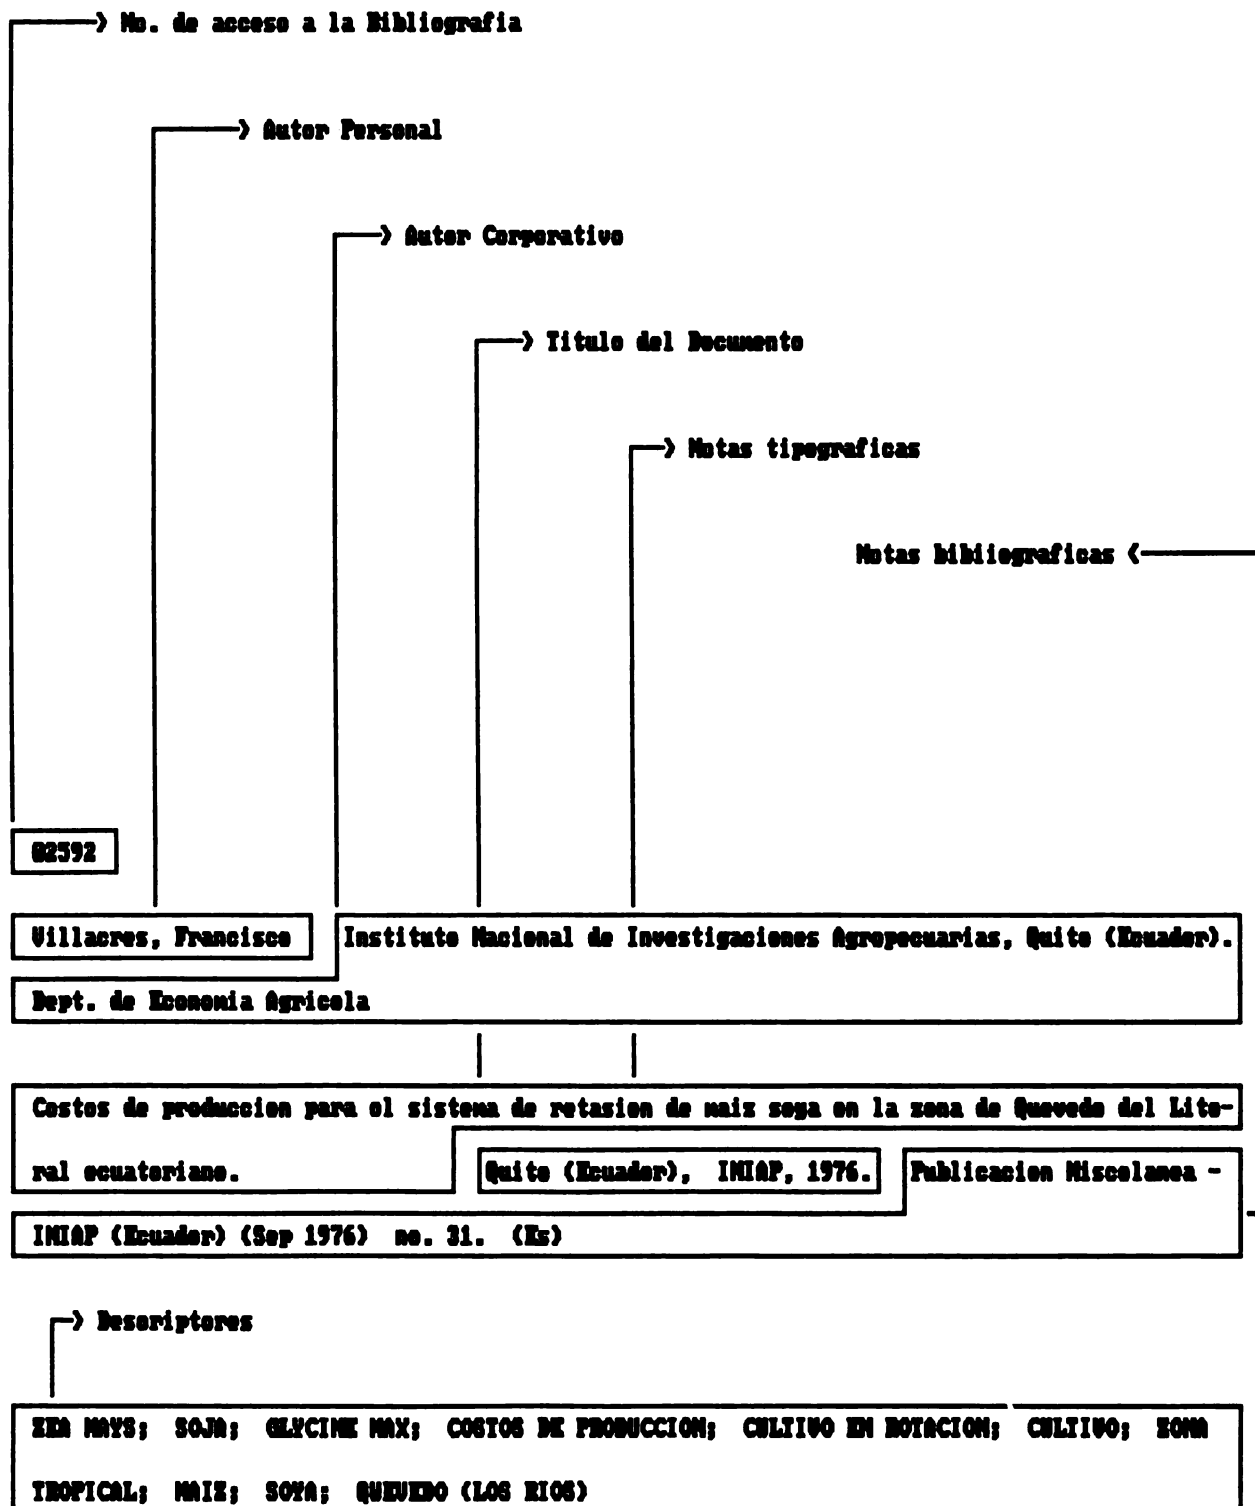 No. de acceso a la Bibliografia
Autor Personal
Autor Corporativo
Titulo del Documento
Notas tipograficas
Notas bibiiograficas
02592
Villacres, Francisco
Instituto Nacional de Investigaciones Agropecuarias, Quito (Ecuador).
Dept. de Economia Agricola
Costos de produccion para el sistema de rotasion de maiz soya en la zona de Quevedo del Lito-
ral ecuatoriano.
Quito (Ecuador), INIAP, 1976.
Publicacion Miscelanea -
INIAP (Ecuador) (Sep 1976) no. 31. (Es)
Descriptores
ZEA MAYS; SOJA; GLYCINE MAX; COSTOS DE PRODUCCION; CULTIVO EN ROTACION; CULTIVO; ZONA
TROPICAL; MAIZ; SOYA; QUEVEDO (LOS RIOS)